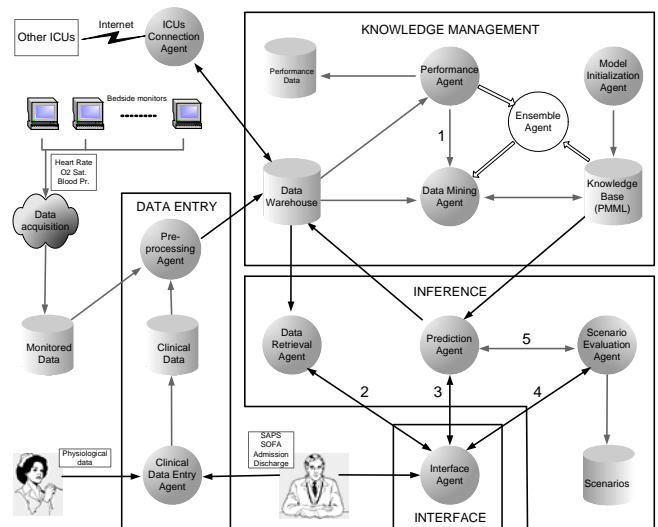 Other ICUs
Internet
ICUs
Connection
Agent
KNOWLEDGE MANAGEMENT
Performance
Data
Performance
Agent
Model
Initialization
Agent
Ensemble
Agent
1
Bedside monitors
Heart Rate
O2 Sat.
Blood Pr.
Data
Warehouse
Data Mining
Agent
Knowledge
Base
(PMML)
Data
acquisition
DATA ENTRY
Pre-
processing
Agent
INFERENCE
Monitored
Data
Clinical
Data
Data
Retrieval
Agent
Prediction
Agent
5
Scenario
Evaluation
Agent
2
3
4
Physiological
data
SAPS
SOFA
Admission
Discharge
Clinical
Data Entry
Agent
Interface
Agent
Scenarios
INTERFACE